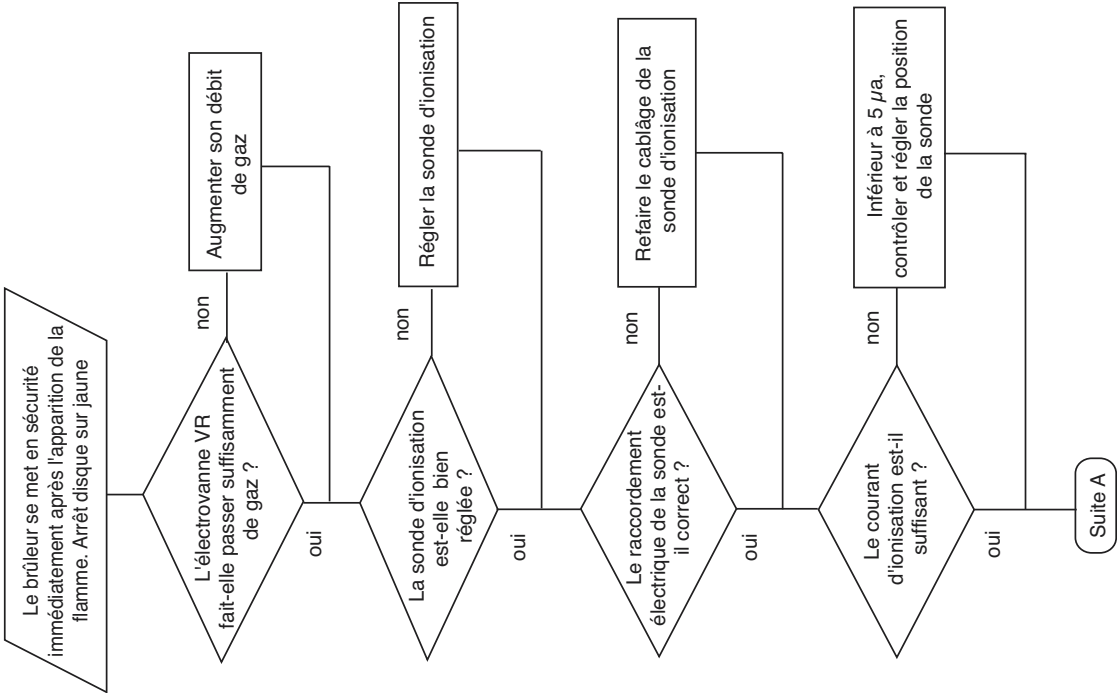 Le brûleur se met en sécurité
immédiatement après l'apparition de la
flamme. Arrêt disque sur jaune
L'électrovanne VR
fait-elle passer suffisamment
de gaz ?
non
Augmenter son débit
de gaz
oui
La sonde d'ionisation
est-elle bien
réglée ?
non
Régler la sonde d'ionisation
oui
Le raccordement
électrique de la sonde est-
il correct ?
non
Refaire le cablâge de la
sonde d'ionisation
oui
Le courant
d'ionisation est-il
suffisant ?
non
Inférieur à 5 µa,
contrôler et régler la position
de la sonde
oui
Suite A